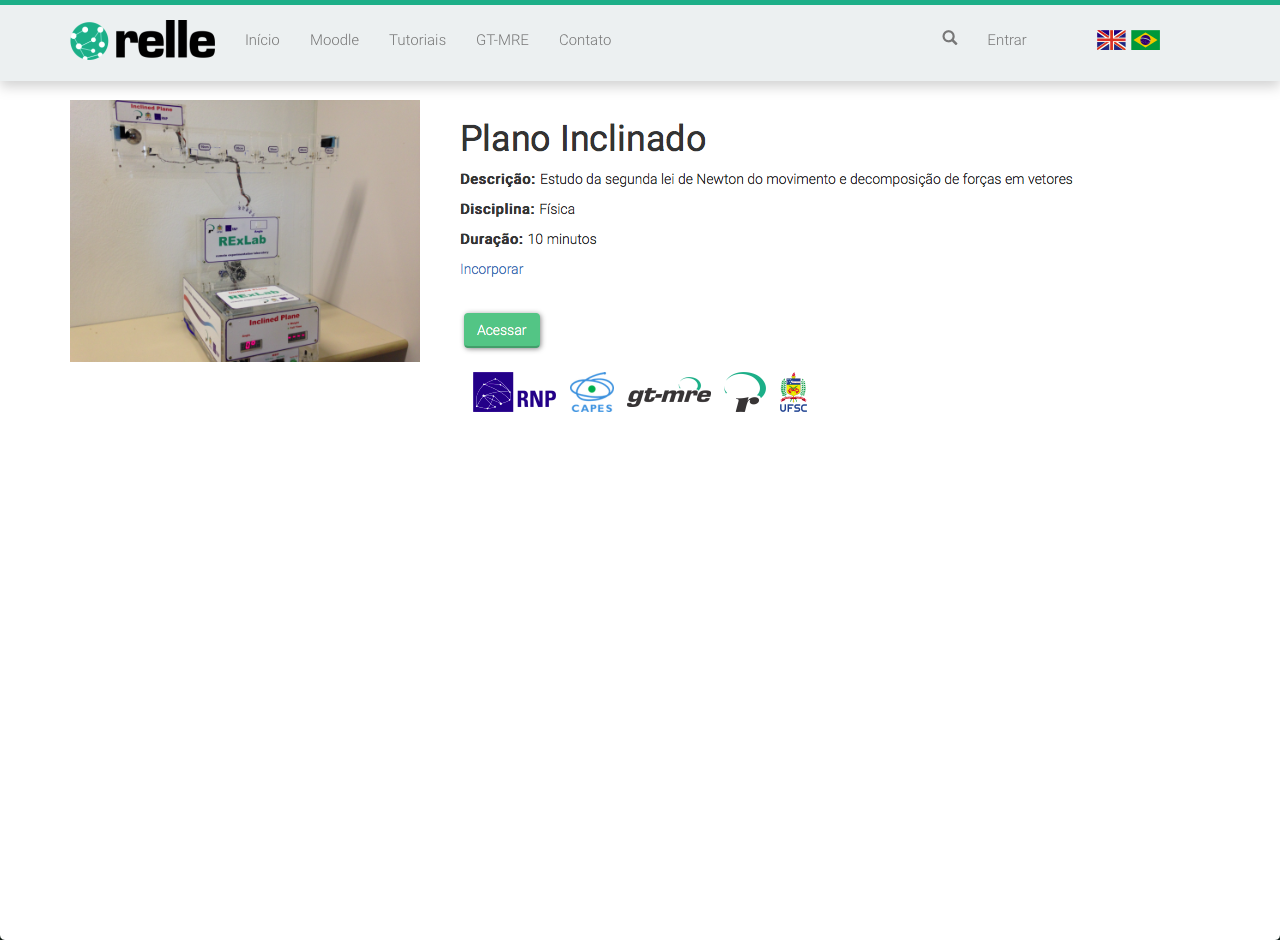 relle
Início Moodle Tutoriais GT-MRE Contato Entrar
Inclined Plane
RExLab
RExLab
Inclined Plane
Plano Inclinado
Descrição: Estudo da segunda lei de Newton do movimento e decomposição de forças em vetores
Disciplina: Física
Duração: 10 minutos
Incorporar
Acessar
RNP CAPES gt-mre r UFSC